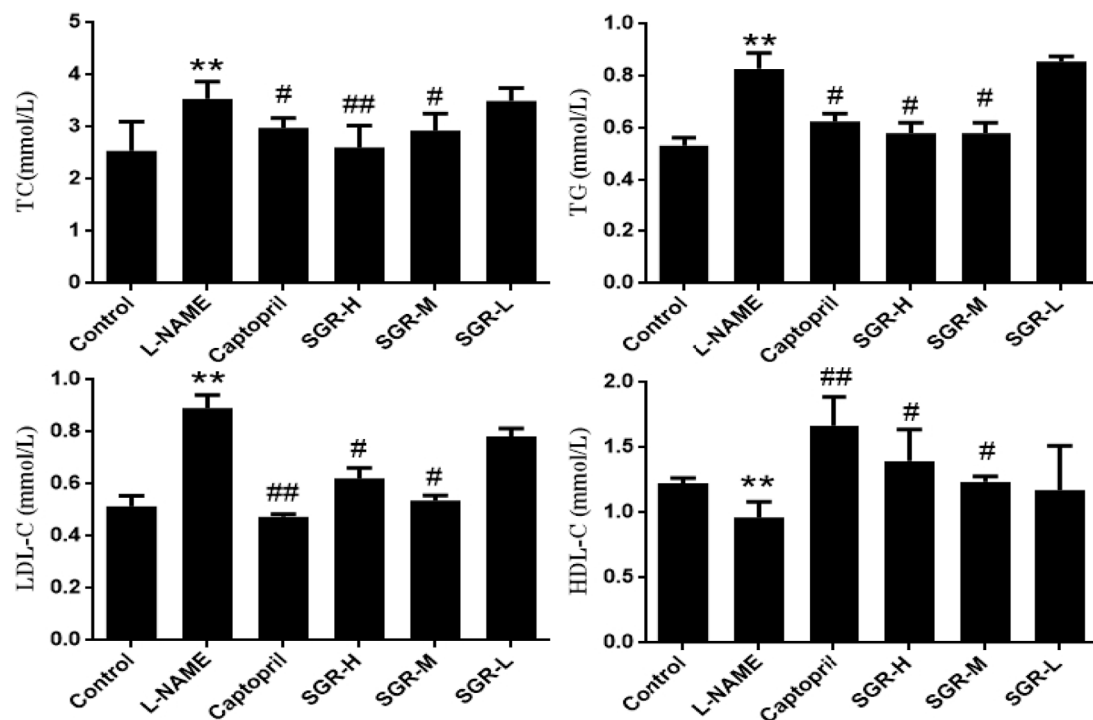 TC(mmol/L)
5
4
3
2
1
0
**
#
##
#
Control
L-NAME
Captopril
SGR-H
SGR-M
SGR-L
TG (mmol/L)
1.0
0.8
0.6
0.4
0.2
0.0
**
#
#
#
Control
L-NAME
Captopril
SGR-H
SGR-M
SGR-L
LDL-C (mmol/L)
1.0
0.8
0.6
0.4
0.2
0.0
**
##
#
#
Control
L-NAME
Captopril
SGR-H
SGR-M
SGR-L
HDL-C (mmol/L)
2.0
1.5
1.0
0.5
0.0
**
##
#
#
Control
L-NAME
Captopril
SGR-H
SGR-M
SGR-L